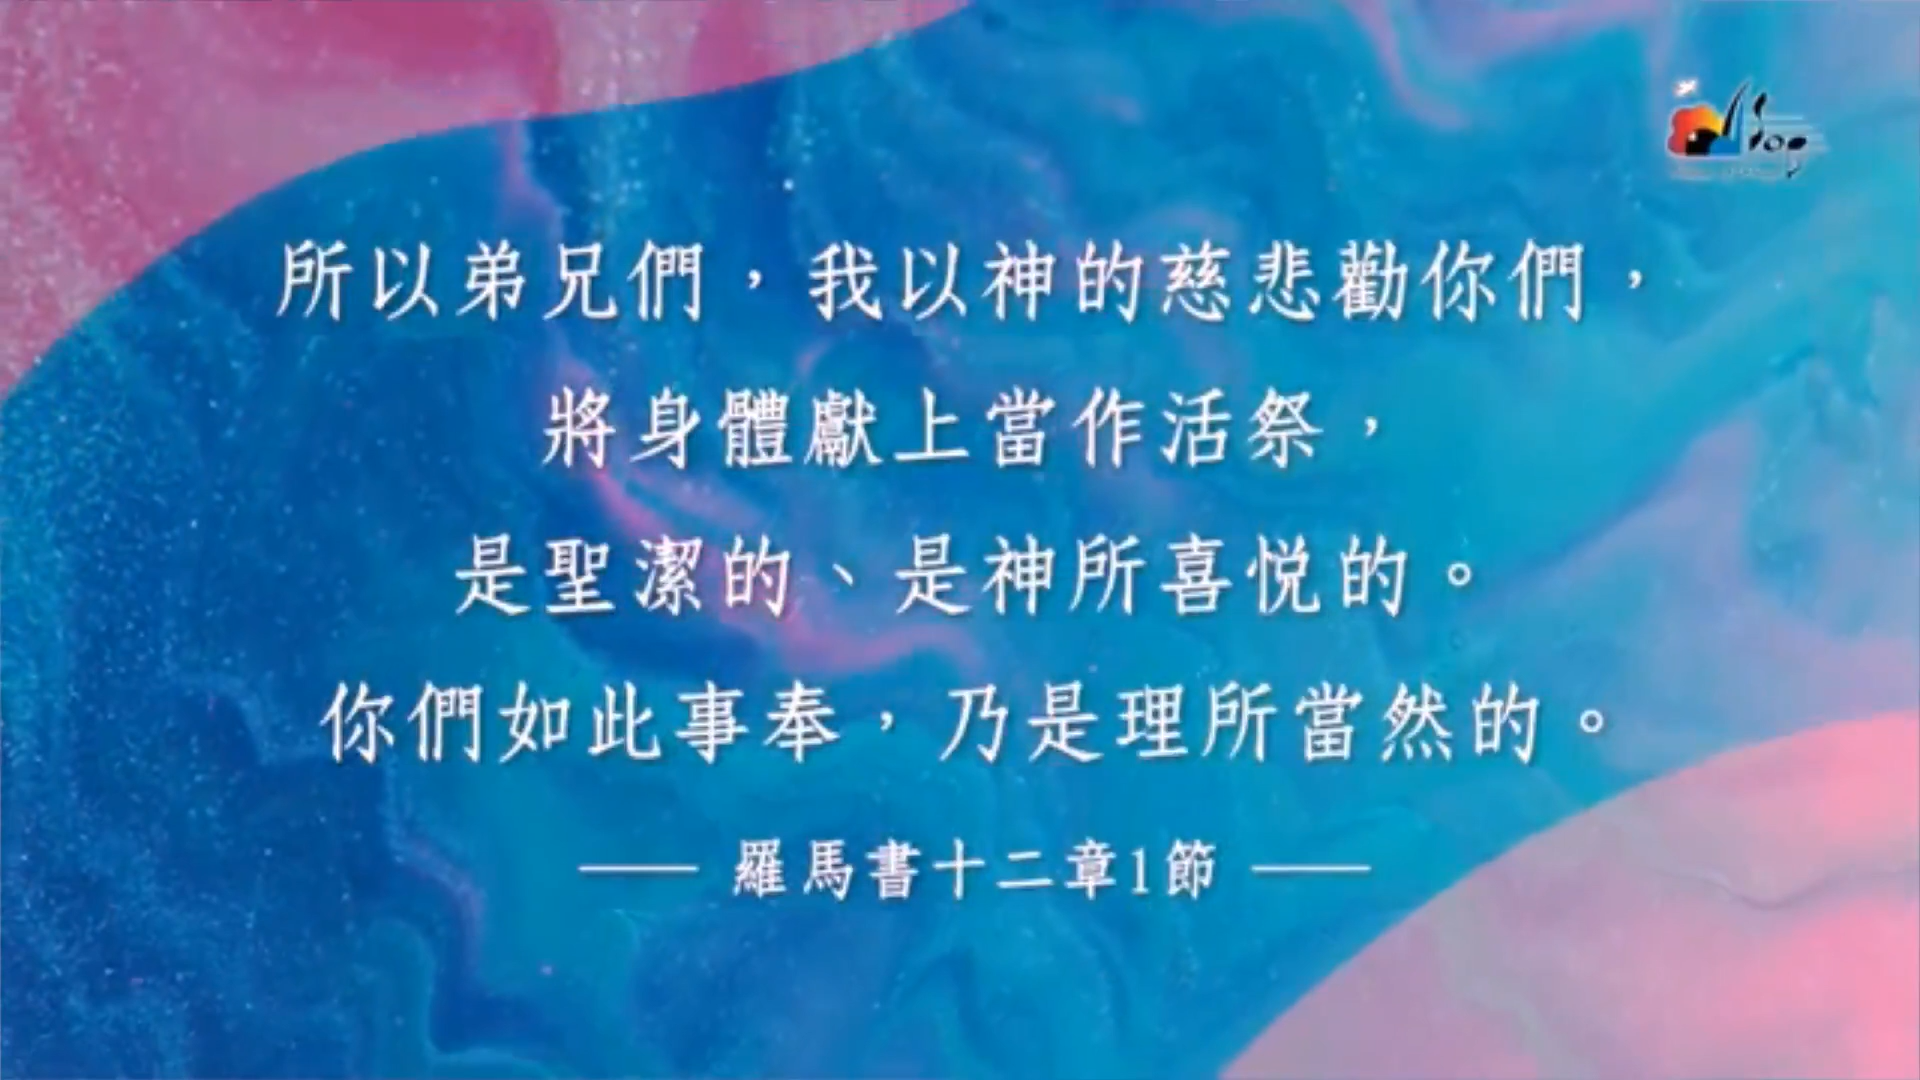 所以弟兄們，我以神的慈悲勸你們，
將身體獻上當作活祭，
是聖潔的、是神所喜悅的。
你們如此事奉，乃是理所當然的。
— 羅馬書十二章1節 —